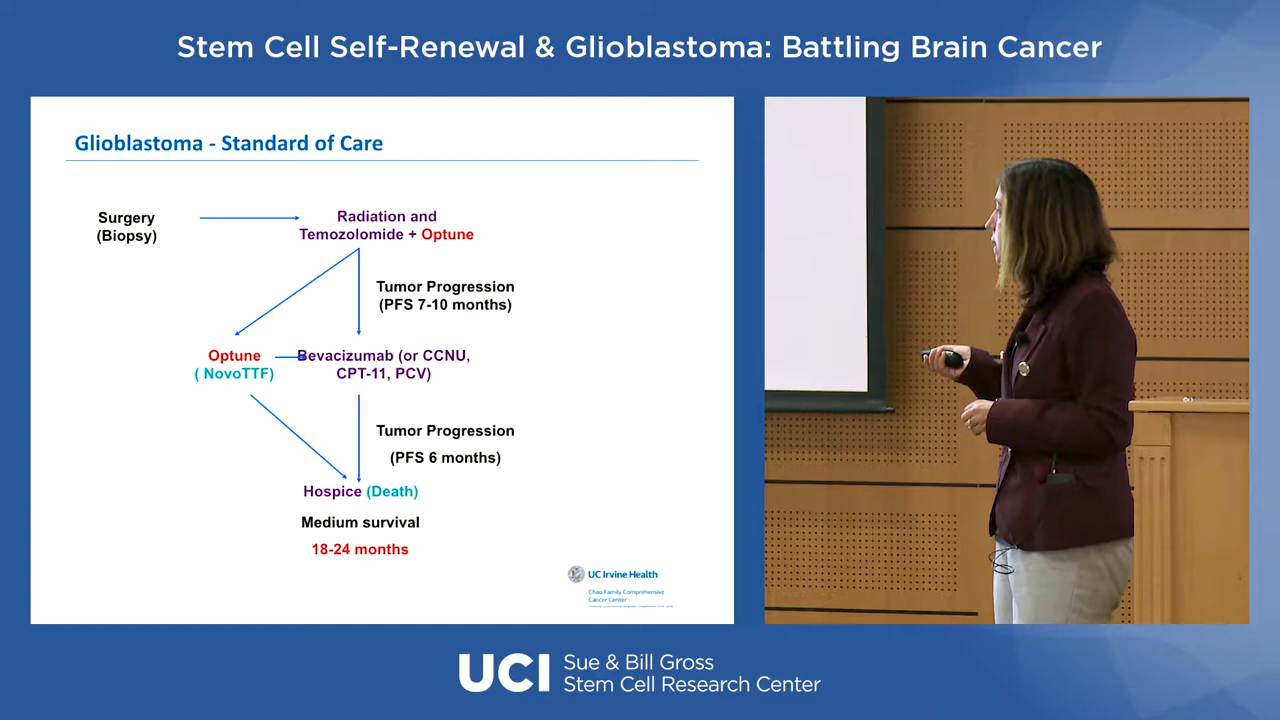 Stem Cell Self-Renewal & Glioblastoma: Battling Brain Cancer
Glioblastoma - Standard of Care
Surgery
(Biopsy)
Radiation and
Temozolomide + Optune
Tumor Progression
(PFS 7-10 months)
Optune
( NovoTTF)
Bevacizumab (or CCNU,
CPT-11, PCV)
Tumor Progression
(PFS 6 months)
Hospice (Death)
Medium survival
18-24 months
UC Irvine Health
Chao Family Comprehensive
Cancer Center
UCI
Sue & Bill Gross
Stem Cell Research Center